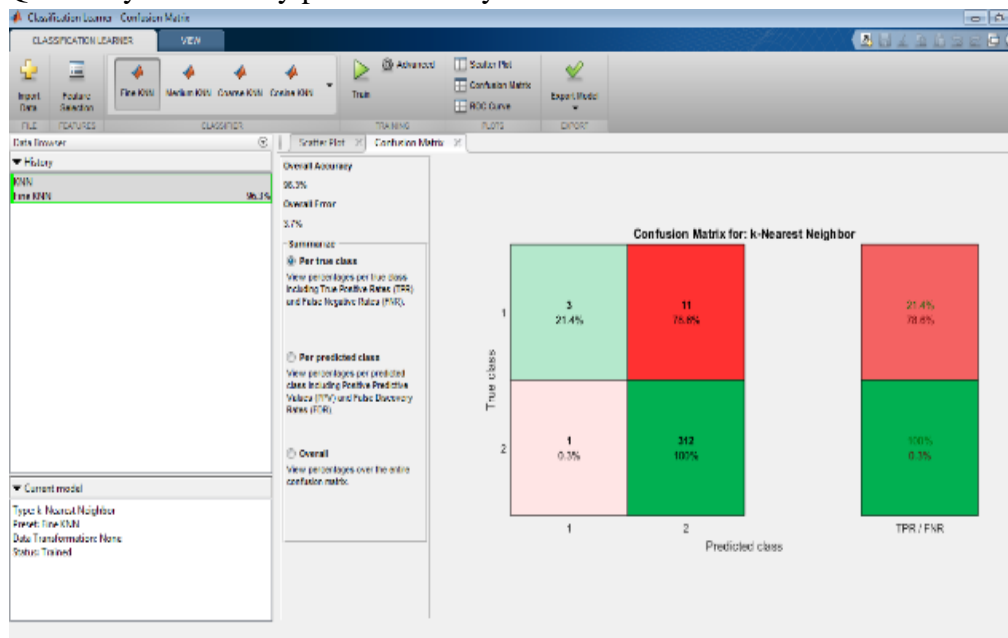 Classification Learner - Confusion Matrix
CLASSIFICATION LEARNER
VIEW
Import Data
Feature Selection
Fine KNN
Medium KNN
Coarse KNN
Cosine KNN
Train
Advanced
Scatter Plot
Confusion Matrix
ROC Curve
Export Model
FILE
FEATURES
CLASSIFIER
TRAINING
PLOTS
EXPORT
Data Browser
Scatter Plot
Confusion Matrix
History
KNN
Fine KNN 96.3%
Current model
Type: k-Nearest Neighbor
Preset: Fine KNN
Data Transformation: None
Status: Trained
Overall Accuracy
96.3%
Overall Error
3.7%
Summarize
Per true class
View percentages per true class
including True Positive Rates (TPR)
and False Negative Rates (FNR).
Per predicted class
View percentages per predicted
class including Positive Predictive
Values (PPV) and False Discovery
Rates (FDR).
Overall
View percentages over the entire
confusion matrix.
Confusion Matrix for: k-Nearest Neighbor
True class
1
3
21.4%
11
78.6%
21.4%
78.6%
2
1
0.3%
312
100%
100%
0.3%
1
2
TPR / FNR
Predicted class